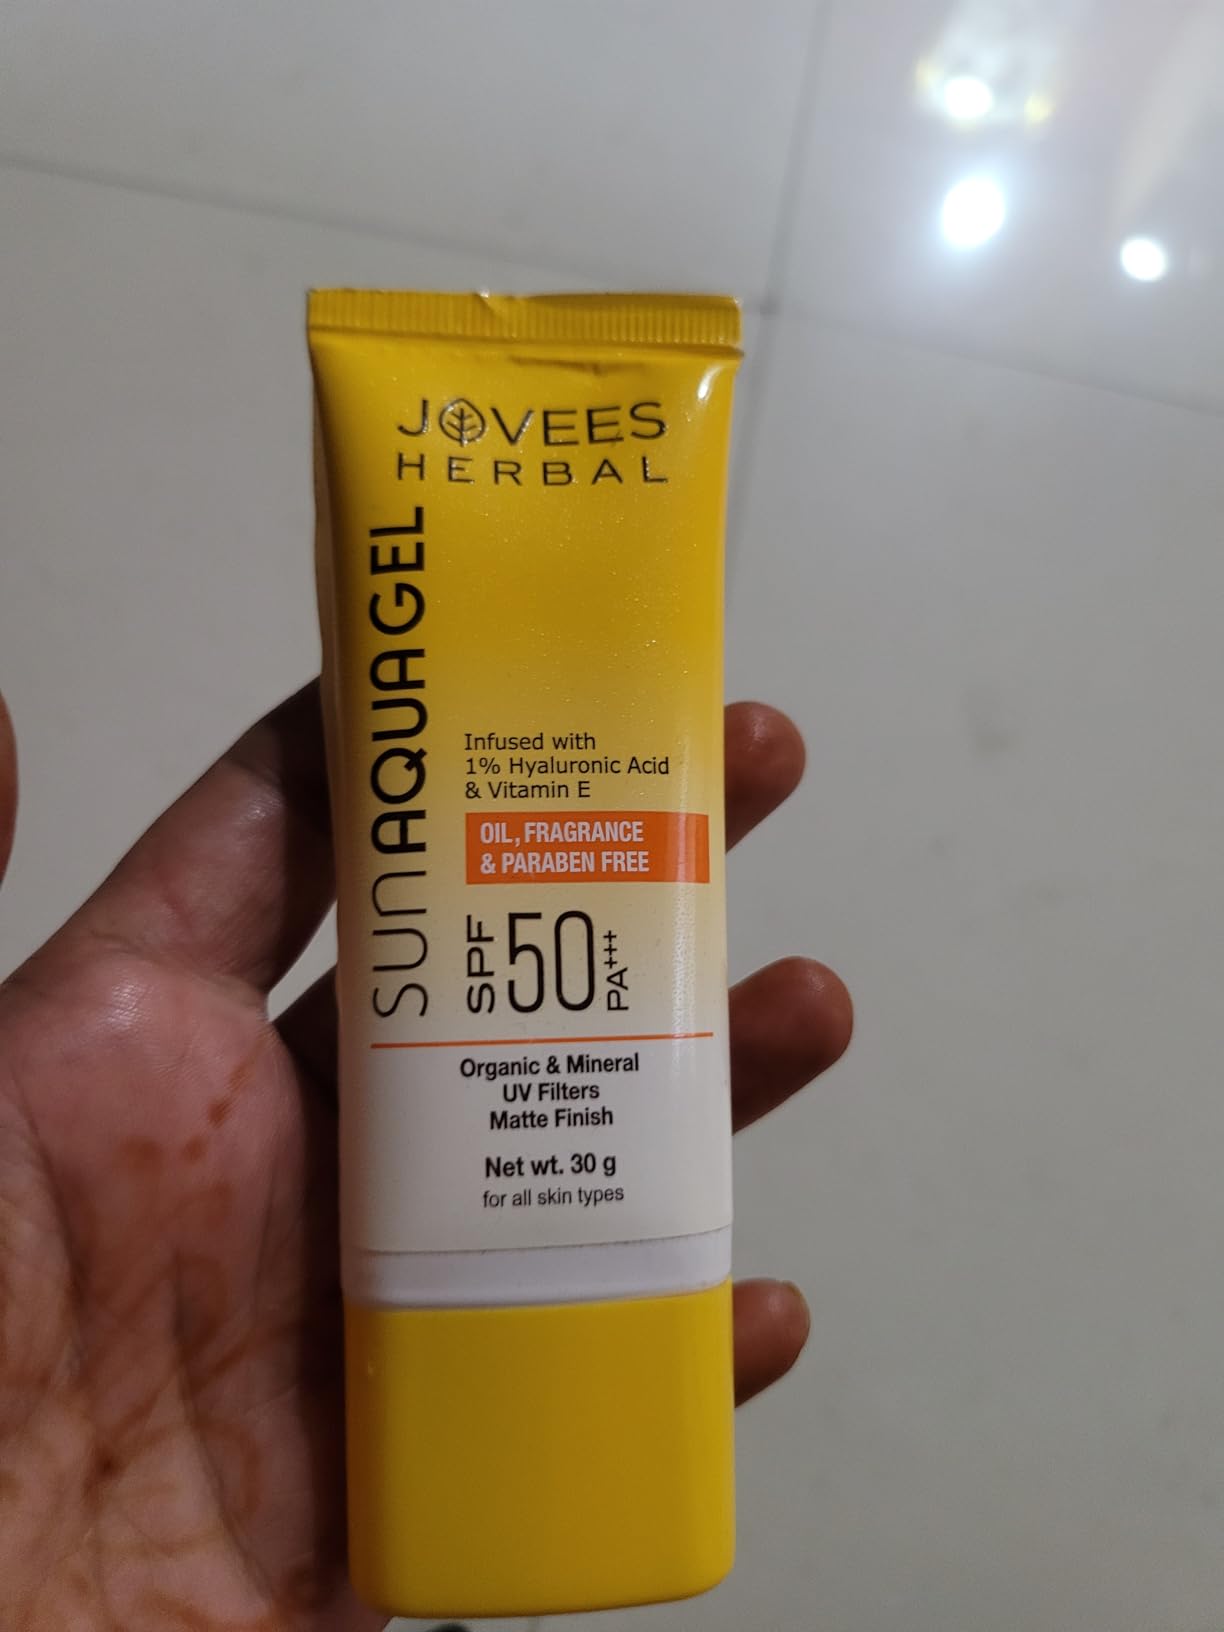 JOVEES
HERBAL
SUNAQUAGEL
Infused with
1% Hyaluronic Acid
& Vitamin E
OIL, FRAGRANCE
& PARABEN FREE
SPF 50 PA+++
Organic & Mineral
UV Filters
Matte Finish
Net wt. 30 g
for all skin types